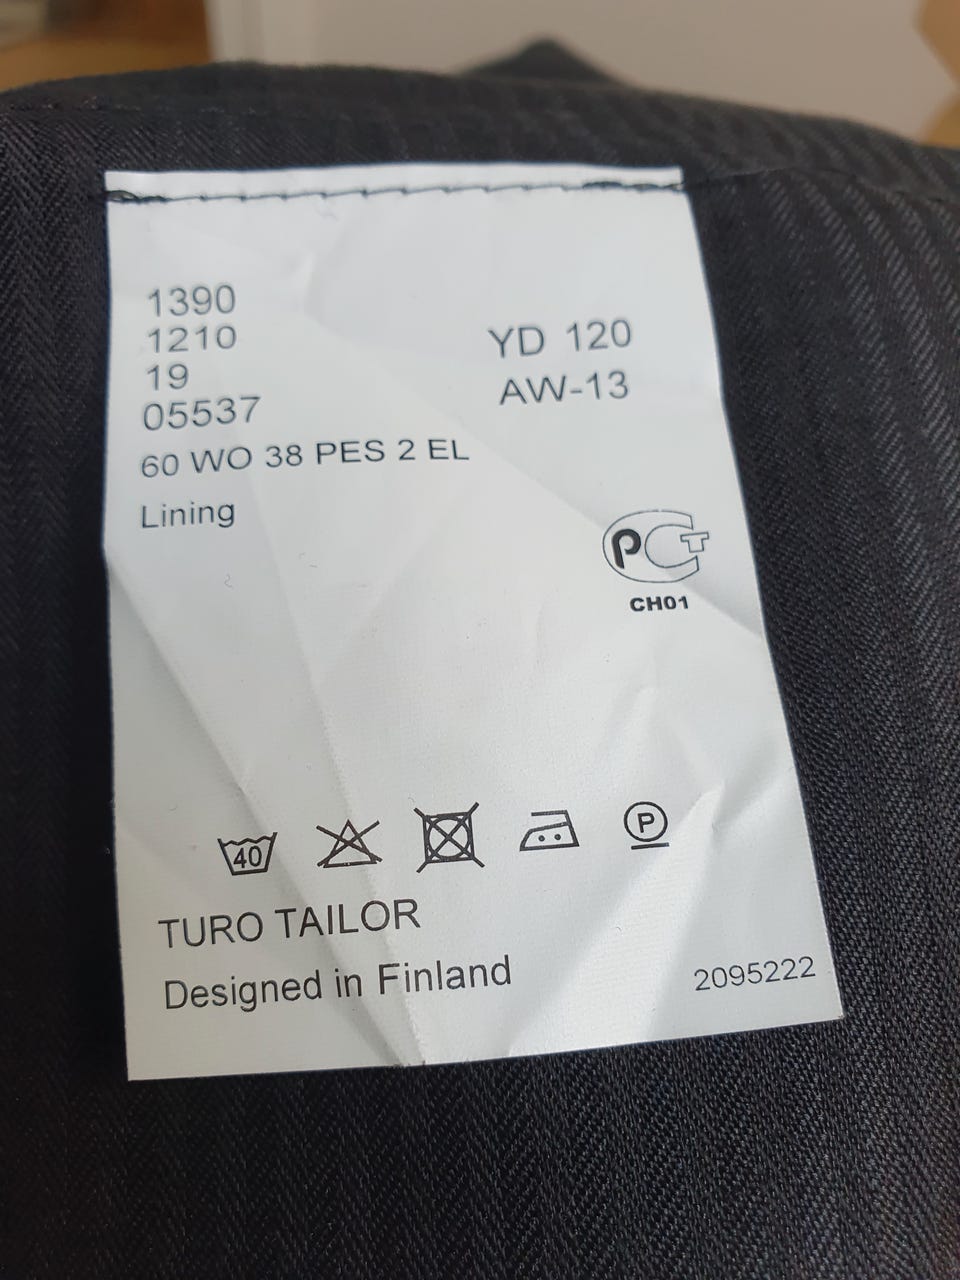 1390
1210
19
05537
YD 120
AW-13
60 WO 38 PES 2 EL
Lining
РСТ
CH01
40
P
TURO TAILOR
Designed in Finland
2095222